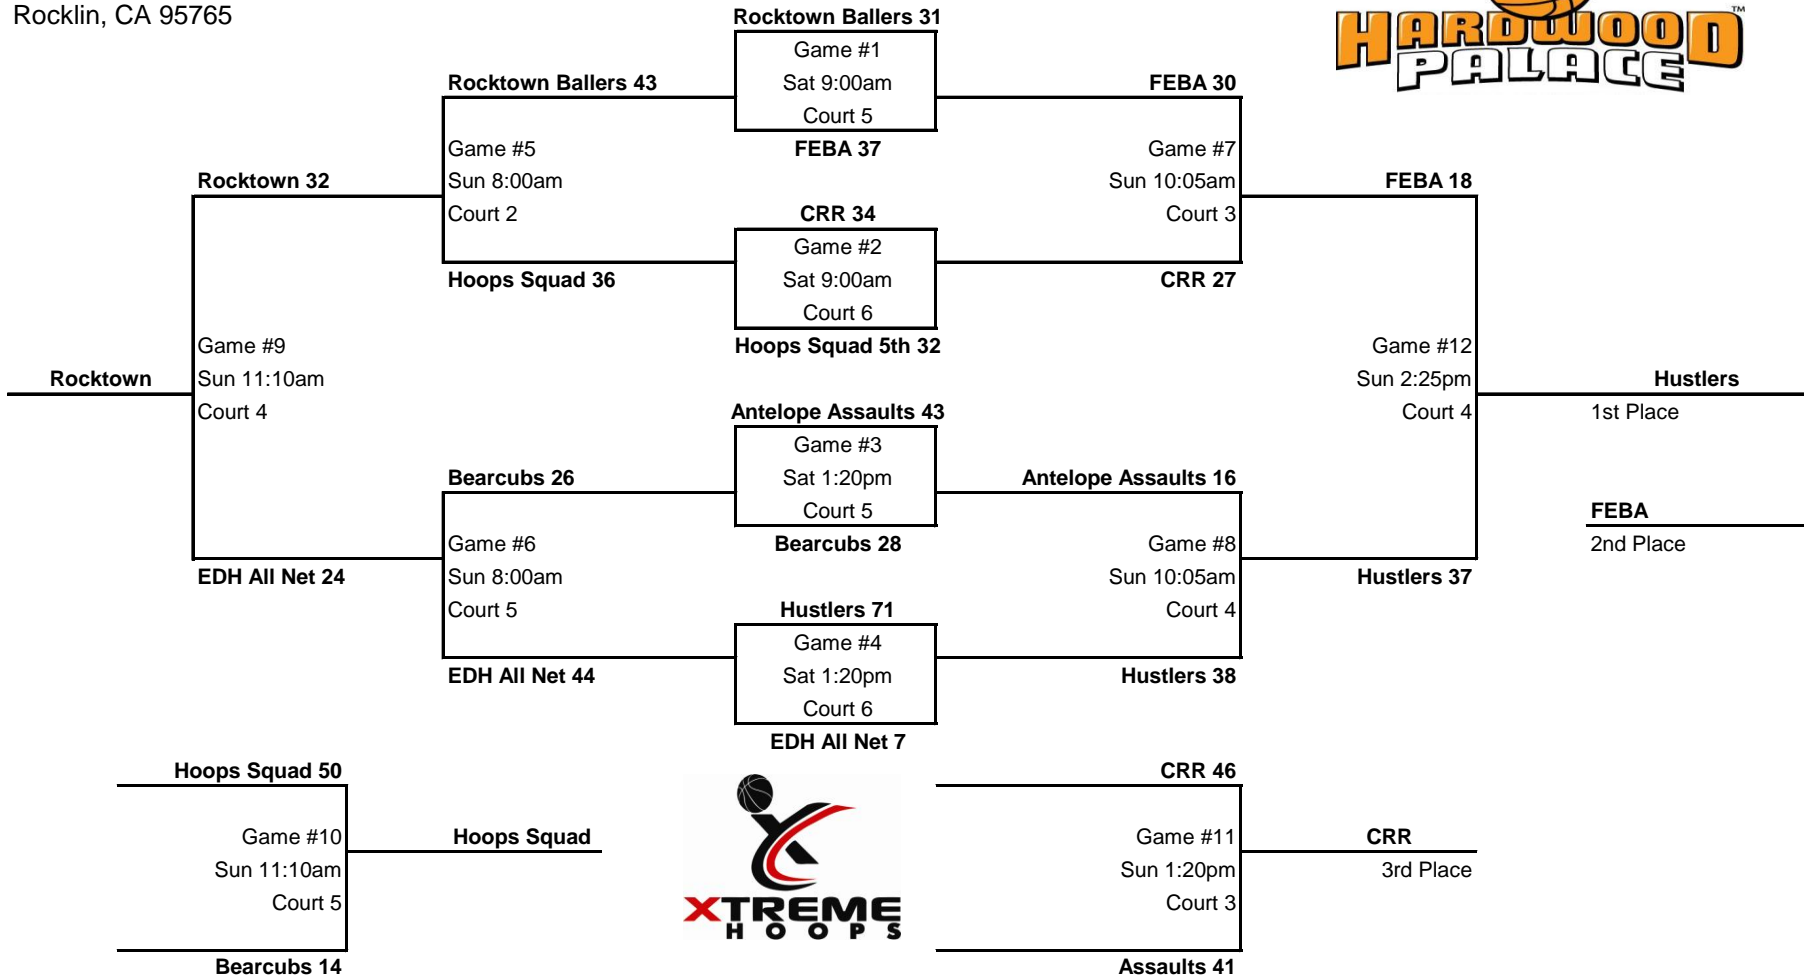 Rocklin, CA 95765
HARDWOOD
PALACE
TM
Rocktown Ballers 31
Game #1
Sat 9:00am
Court 5
FEBA 37
Rocktown Ballers 43
Game #5
Sun 8:00am
Court 2
Hoops Squad 36
FEBA 30
Game #7
Sun 10:05am
Court 3
CRR 27
Rocktown 32
FEBA 18
CRR 34
Game #2
Sat 9:00am
Court 6
Hoops Squad 5th 32
Game #9
Sun 11:10am
Court 4
Rocktown
Game #12
Sun 2:25pm
Court 4
Hustlers
1st Place
Antelope Assaults 43
Game #3
Sat 1:20pm
Court 5
Bearcubs 28
Bearcubs 26
Game #6
Sun 8:00am
Court 5
EDH All Net 44
Antelope Assaults 16
Game #8
Sun 10:05am
Court 4
Hustlers 38
FEBA
2nd Place
EDH All Net 24
Hustlers 37
Hustlers 71
Game #4
Sat 1:20pm
Court 6
EDH All Net 7
Hoops Squad 50
Game #10
Sun 11:10am
Court 5
Bearcubs 14
Hoops Squad
XTREME
HOOPS
CRR 46
Game #11
Sun 1:20pm
Court 3
Assaults 41
CRR
3rd Place